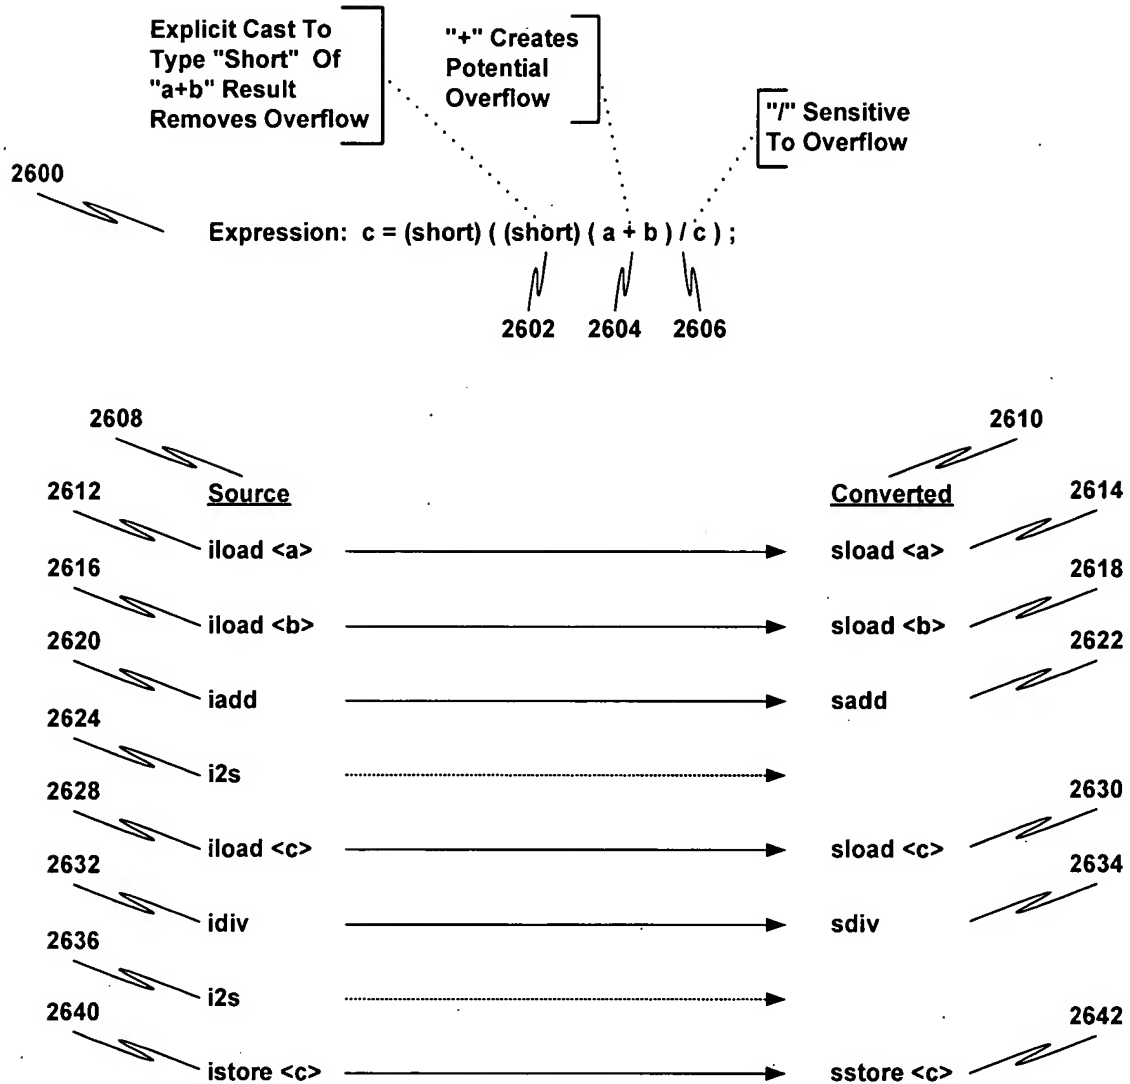 Explicit Cast To
Type "Short" Of
"a+b" Result
Removes Overflow
"+" Creates
Potential
Overflow
"/" Sensitive
To Overflow
2600
Expression: c = (short) ( (short) ( a + b ) / c ) ;
2602 2604 2606
2608 2610
Source Converted
2612 2614
iload <a> sload <a>
2616 2618
iload <b> sload <b>
2620 2622
iadd sadd
2624
i2s
2628 2630
iload <c> sload <c>
2632 2634
idiv sdiv
2636
i2s
2640 2642
istore <c> sstore <c>